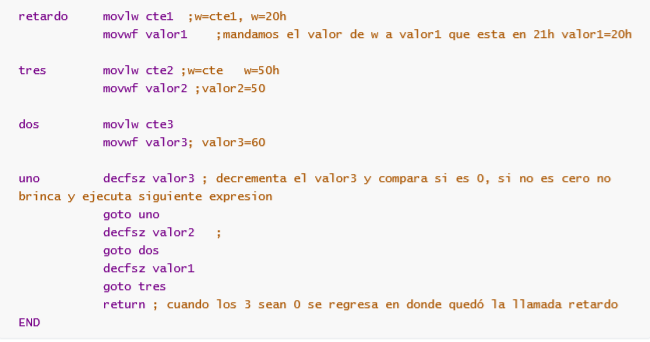 retardo movlw cte1 ;w=cte1, w=20h
movwf valor1 ;mandamos el valor de w a valor1 que esta en 21h valor1=20h
tres movlw cte2 ;w=cte w=50h
movwf valor2 ;valor2=50
dos movlw cte3
movwf valor3; valor3=60
uno decfsz valor3 ; decrementa el valor3 y compara si es 0, si no es cero no
brinca y ejecuta siguiente expresion
goto uno
decfsz valor2 ;
goto dos
decfsz valor1
goto tres
return ; cuando los 3 sean 0 se regresa en donde quedó la llamada retardo
END